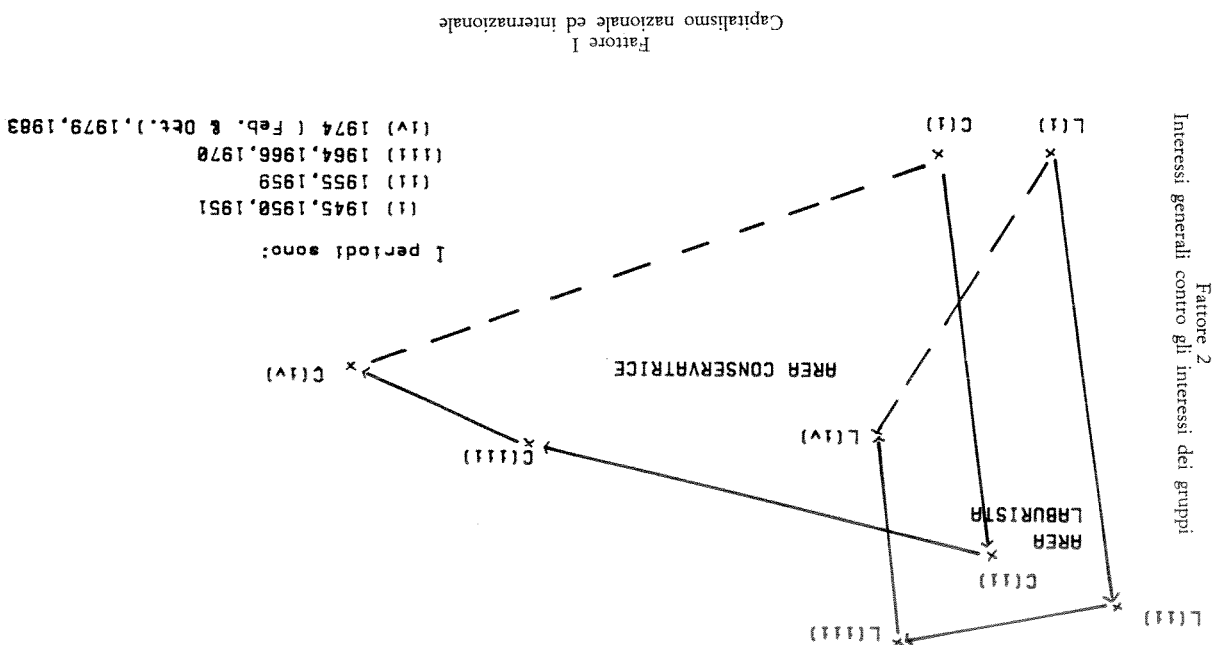 Fattore 2
Interessi generali contro gli interessi dei gruppi
L(iii)
L(ii)
C(ii)
AREA
LABURISTA
C(iii)
L(iv)
C(iv)
AREA CONSERVATRICE
I periodi sono:
(i) 1945,1950,1951
(ii) 1955,1959
(iii) 1964,1966,1970
(iv) 1974 ( Feb. & Ott.),1979,1983
L(i)
C(i)
Fattore 1
Capitalismo nazionale ed internazionale